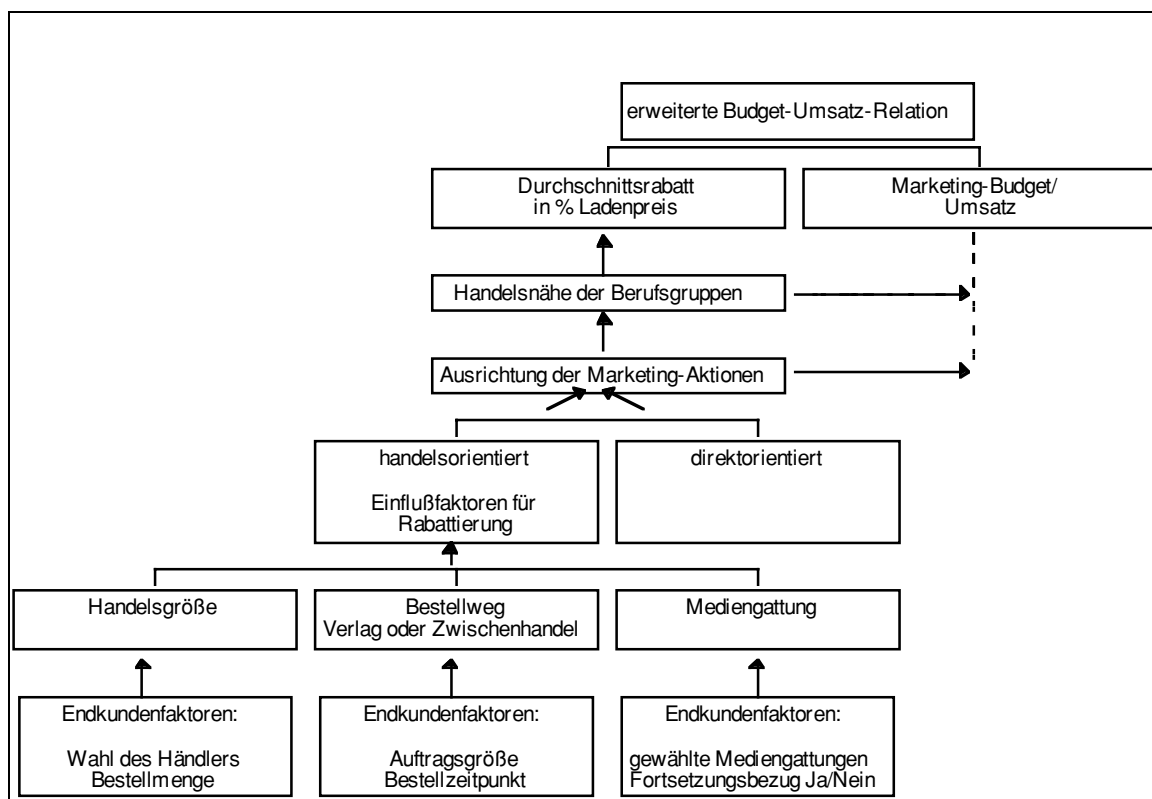 erweiterte Budget-Umsatz-Relation
Durchschnittsrabatt
in % Ladenpreis
Marketing-Budget/
Umsatz
Handelsnähe der Berufsgruppen
Ausrichtung der Marketing-Aktionen
handelsorientiert
Einflußfaktoren für
Rabattierung
direktorientiert
Handelsgröße
Bestellweg
Verlag oder Zwischenhandel
Mediengattung
Endkundenfaktoren:
Wahl des Händlers
Bestellmenge
Endkundenfaktoren:
Auftragsgröße
Bestellzeitpunkt
Endkundenfaktoren:
gewählte Mediengattungen
Fortsetzungsbezug Ja/Nein